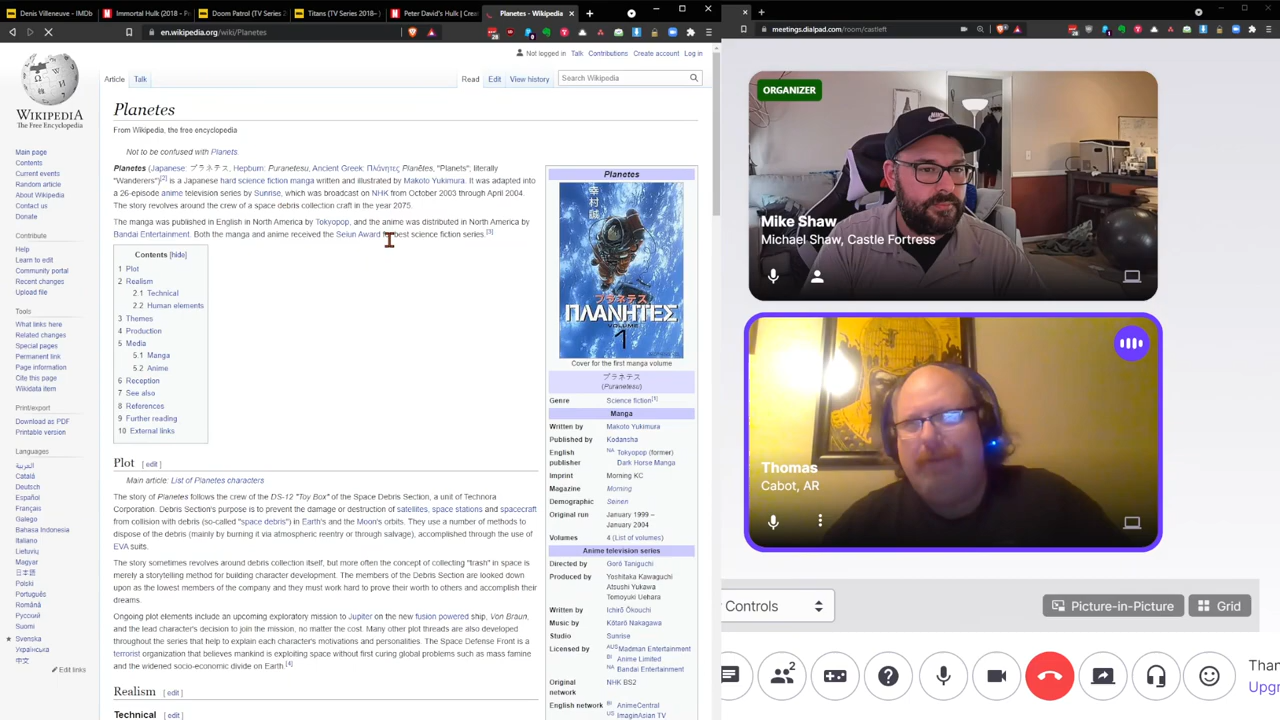 Denis Villeneuve - IMDb
Immortal Hulk (2018 - F
Doom Patrol (TV Series 2
Titans (TV Series 2018–
Peter David's Hulk | Crea
Planetes - Wikipedia
en.wikipedia.org/wiki/Planetes
meetings.dialpad.com/room/castleft
Not logged in Talk Contributions Create account Log in
Article Talk
Read Edit View history
Search Wikipedia
WIKIPEDIA
The Free Encyclopedia
Main page
Contents
Current events
Random article
About Wikipedia
Contact us
Donate
Contribute
Help
Learn to edit
Community portal
Recent changes
Upload file
Tools
What links here
Related changes
Special pages
Permanent link
Page information
Cite this page
Wikidata item
Print/export
Download as PDF
Printable version
Languages
العربية
Català
Deutsch
Español
Français
Galego
Bahasa Indonesia
Italiano
Lietuvių
Magyar
日本語
Polski
Português
Română
Русский
Suomi
Svenska
Українська
中文
Edit links
Planetes
From Wikipedia, the free encyclopedia
Not to be confused with Planets.
Planetes (Japanese: プラネテス, Hepburn: Puranetesu, Ancient Greek: Πλάνητες Planêtes, "Planets", literally
"Wanderers")[2] is a Japanese hard science fiction manga written and illustrated by Makoto Yukimura. It was adapted into
a 26-episode anime television series by Sunrise, which was broadcast on NHK from October 2003 through April 2004.
The story revolves around the crew of a space debris collection craft in the year 2075.
The manga was published in English in North America by Tokyopop, and the anime was distributed in North America by
Bandai Entertainment. Both the manga and anime received the Seiun Award for best science fiction series.[3]
Contents [hide]
1 Plot
2 Realism
2.1 Technical
2.2 Human elements
3 Themes
4 Production
5 Media
5.1 Manga
5.2 Anime
6 Reception
7 See also
8 References
9 Further reading
10 External links
Plot [ edit ]
Main article: List of Planetes characters
The story of Planetes follows the crew of the DS-12 "Toy Box" of the Space Debris Section, a unit of Technora
Corporation. Debris Section's purpose is to prevent the damage or destruction of satellites, space stations and spacecraft
from collision with debris (so-called "space debris") in Earth's and the Moon's orbits. They use a number of methods to
dispose of the debris (mainly by burning it via atmospheric reentry or through salvage), accomplished through the use of
EVA suits.
The story sometimes revolves around debris collection itself, but more often the concept of collecting "trash" in space is
merely a storytelling method for building character development. The members of the Debris Section are looked down
upon as the lowest members of the company and they must work hard to prove their worth to others and accomplish their
dreams.
Ongoing plot elements include an upcoming exploratory mission to Jupiter on the new fusion powered ship, Von Braun,
and the lead character's decision to join the mission, no matter the cost. Many other plot threads are also developed
throughout the series that help to explain each character's motivations and personalities. The Space Defense Front is a
terrorist organization that believes mankind is exploiting space without first curing global problems such as mass famine
and the widened socio-economic divide on Earth.[4]
Realism [ edit ]
Technical [ edit ]
Planetes
幸村誠
プラネテス
ΠΛΑΝΗΤΕΣ
VOLUME
1
Cover for the first manga volume
プラネテス
(Puranetesu)
Genre Science fiction[1]
Manga
Written by Makoto Yukimura
Published by Kodansha
English publisher NA Tokyopop (former)
Dark Horse Manga
Imprint Morning KC
Magazine Morning
Demographic Seinen
Original run January 1999 –
January 2004
Volumes 4 (List of volumes)
Anime television series
Directed by Gorō Taniguchi
Produced by Yoshitaka Kawaguchi
Atsushi Yukawa
Tomoyuki Uehara
Written by Ichirō Ōkouchi
Music by Kōtarō Nakagawa
Studio Sunrise
Licensed by AUS Madman Entertainment
BI Anime Limited
NA Bandai Entertainment
Original network NHK BS2
English network BI AnimeCentral
US ImaginAsian TV
ORGANIZER
Mike Shaw
Michael Shaw, Castle Fortress
Thomas
Cabot, AR
Controls
Picture-in-Picture
Grid
2
Than
Upgr